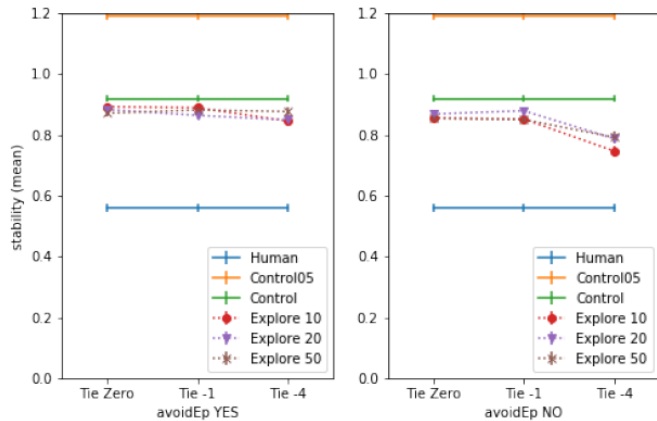 stability (mean)
1.2
1.0
0.8
0.6
0.4
0.2
0.0
Human
Control05
Control
Explore 10
Explore 20
Explore 50
Tie Zero Tie -1 Tie -4
avoidEp YES
1.2
1.0
0.8
0.6
0.4
0.2
0.0
Human
Control05
Control
Explore 10
Explore 20
Explore 50
Tie Zero Tie -1 Tie -4
avoidEp NO